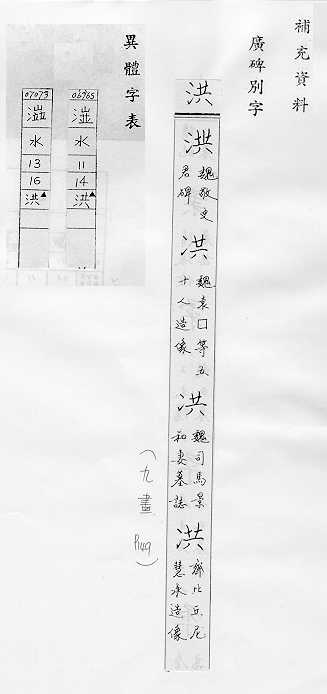 補充資料
廣碑別字
洪
洪
魏敬史
君碑
洪
魏袁口等五
十人造像
洪
魏司馬景
和妻墓誌
洪
齊比丘尼
慧承造像
(九畫 P.149)
異體字表
06965
水
11
14
洪▲
07073
水
13
16
洪▲